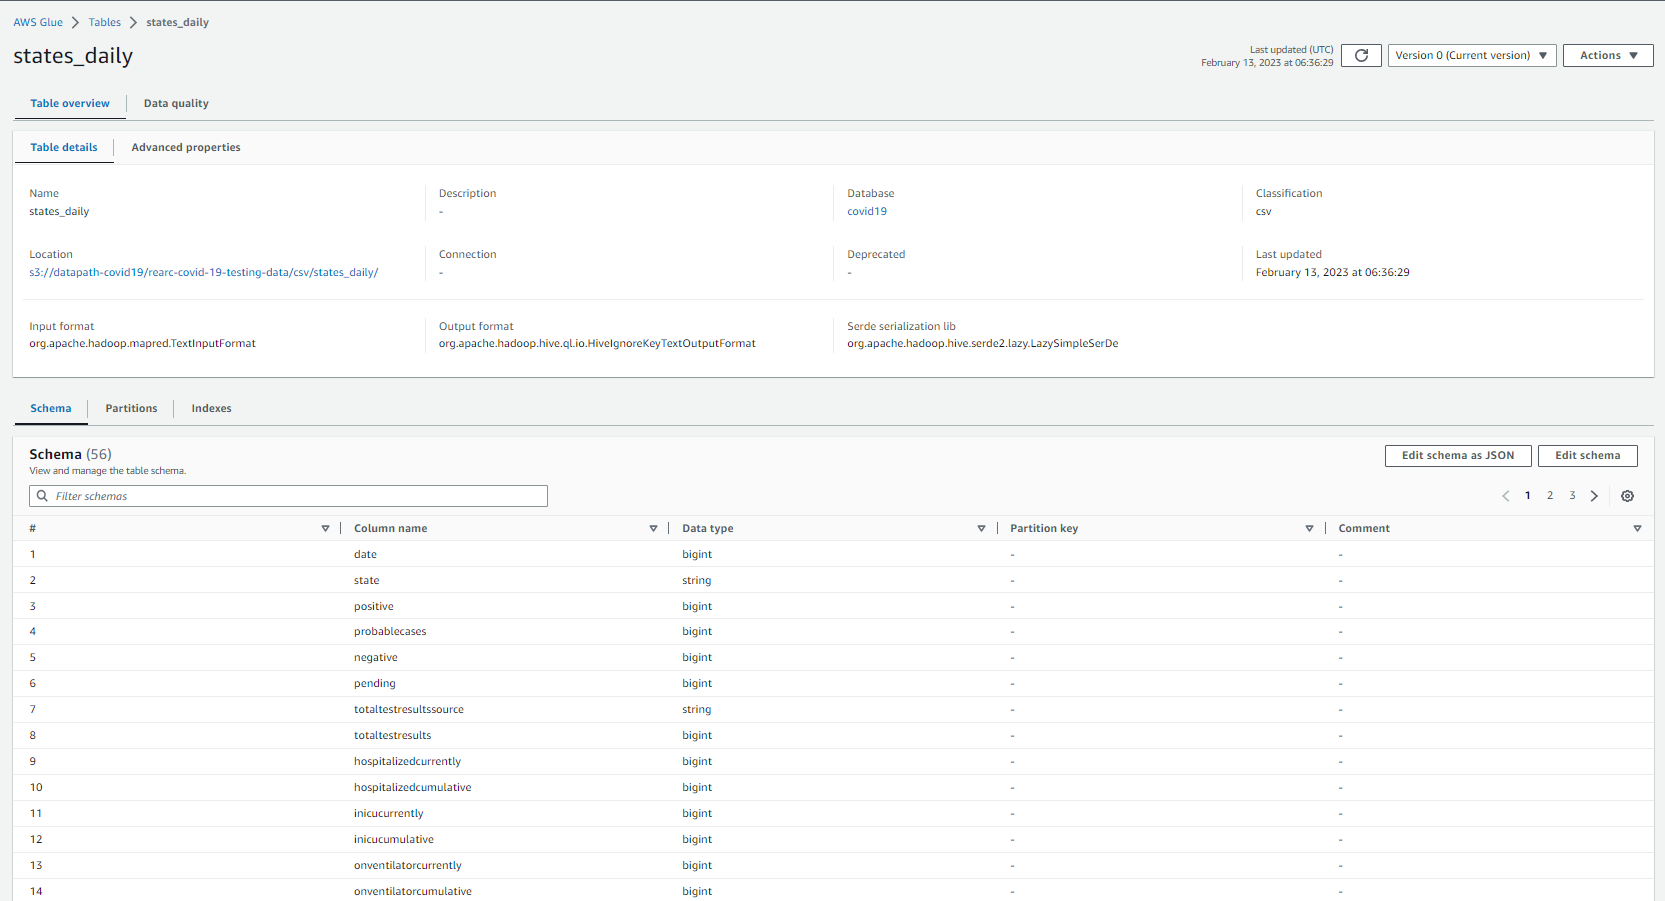 AWS Glue > Tables > states_daily
states_daily
Last updated (UTC)
February 13, 2023 at 06:36:29
Version 0 (Current version)
Actions
Table overview Data quality
Table details Advanced properties
Name Description Database Classification
states_daily - covid19 csv
Location Connection Deprecated Last updated
s3://datapath-covid19/rearc-covid-19-testing-data/csv/states_daily/ - - February 13, 2023 at 06:36:29
Input format Output format Serde serialization lib
org.apache.hadoop.mapred.TextInputFormat org.apache.hadoop.hive.ql.io.HiveIgnoreKeyTextOutputFormat org.apache.hadoop.hive.serde2.lazy.LazySimpleSerDe
Schema Partitions Indexes
Schema (56)
View and manage the table schema.
Edit schema as JSON Edit schema
Filter schemas
< 1 2 3 >
# Column name Data type Partition key Comment
1 date bigint - -
2 state string - -
3 positive bigint - -
4 probablecases bigint - -
5 negative bigint - -
6 pending bigint - -
7 totaltestresultssource string - -
8 totaltestresults bigint - -
9 hospitalizedcurrently bigint - -
10 hospitalizedcumulative bigint - -
11 inicucurrently bigint - -
12 inicucumulative bigint - -
13 onventilatorcurrently bigint - -
14 onventilatorcumulative bigint - -